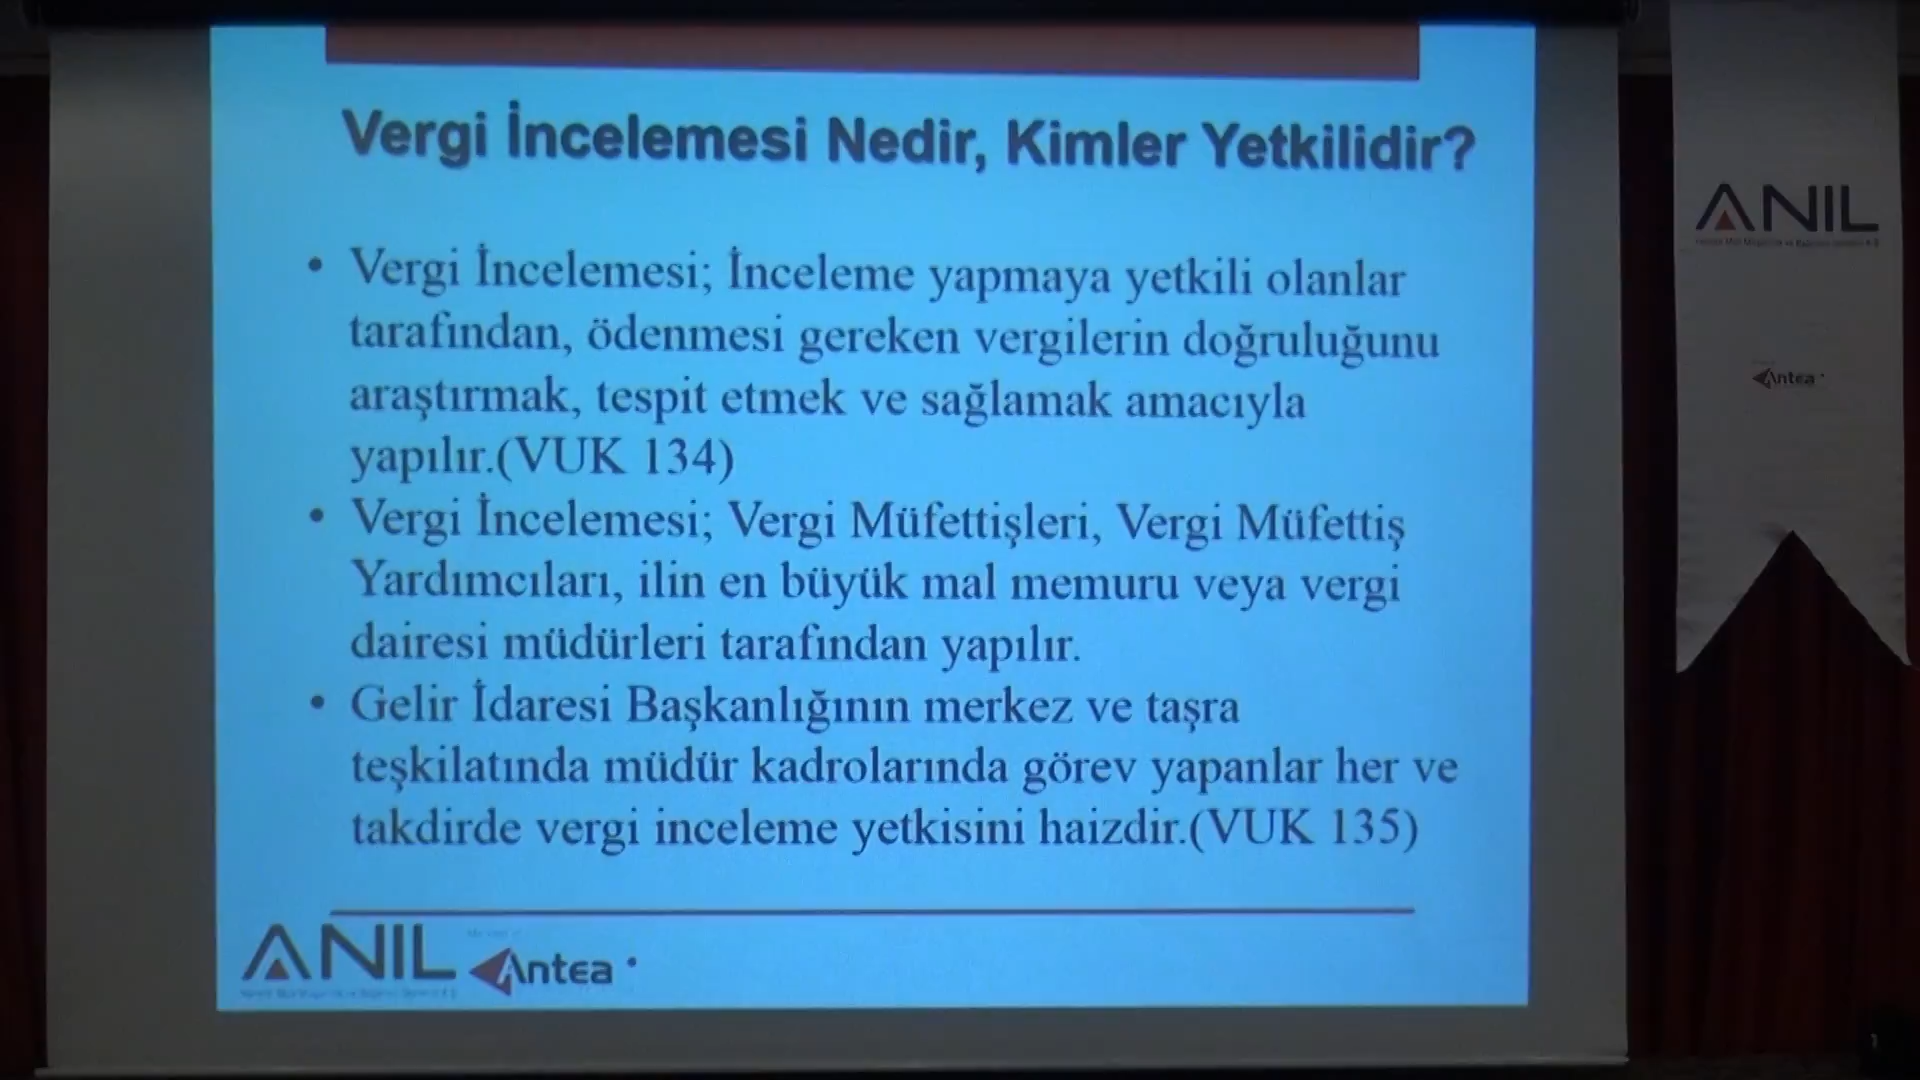 Vergi İncelemesi Nedir, Kimler Yetkilidir?
• Vergi İncelemesi; İnceleme yapmaya yetkili olanlar
tarafından, ödenmesi gereken vergilerin doğruluğunu
araştırmak, tespit etmek ve sağlamak amacıyla
yapılır.(VUK 134)
• Vergi İncelemesi; Vergi Müfettişleri, Vergi Müfettiş
Yardımcıları, ilin en büyük mal memuru veya vergi
dairesi müdürleri tarafından yapılır.
• Gelir İdaresi Başkanlığının merkez ve taşra
teşkilatında müdür kadrolarında görev yapanlar her ve
takdirde vergi inceleme yetkisini haizdir.(VUK 135)
ANIL
Antea
ANIL
Antea